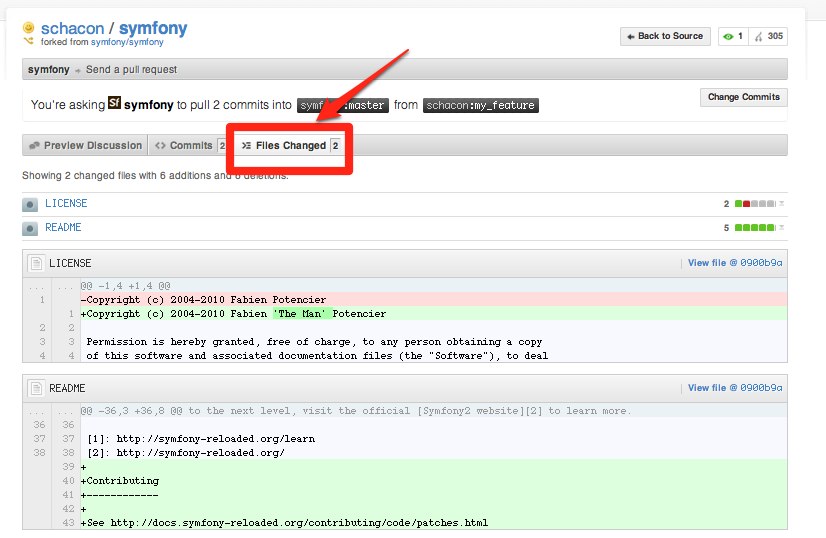 schacon / symfony
forked from symfony/symfony
Back to Source
1 305
symfony → Send a pull request
You're asking symfony to pull 2 commits into :master from schacon:my_feature
Change Commits
Preview Discussion Commits 2 Files Changed 2
Showing 2 changed files with 6 additions and deletions.
LICENSE 2
README 5
LICENSE View file @ 0900b9a
... ... @@ -1,4 +1,4 @@
1 -Copyright (c) 2004-2010 Fabien Potencier
1 +Copyright (c) 2004-2010 Fabien 'The Man' Potencier
2 2
3 3 Permission is hereby granted, free of charge, to any person obtaining a copy
4 4 of this software and associated documentation files (the "Software"), to deal
README View file @ 0900b9a
... ... @@ -36,3 +36,8 @@ to the next level, visit the official [Symfony2 website][2] to learn more.
36 36
37 37 [1]: http://symfony-reloaded.org/learn
38 38 [2]: http://symfony-reloaded.org/
39 +
40 +Contributing
41 +------------
42 +
43 +See http://docs.symfony-reloaded.org/contributing/code/patches.html